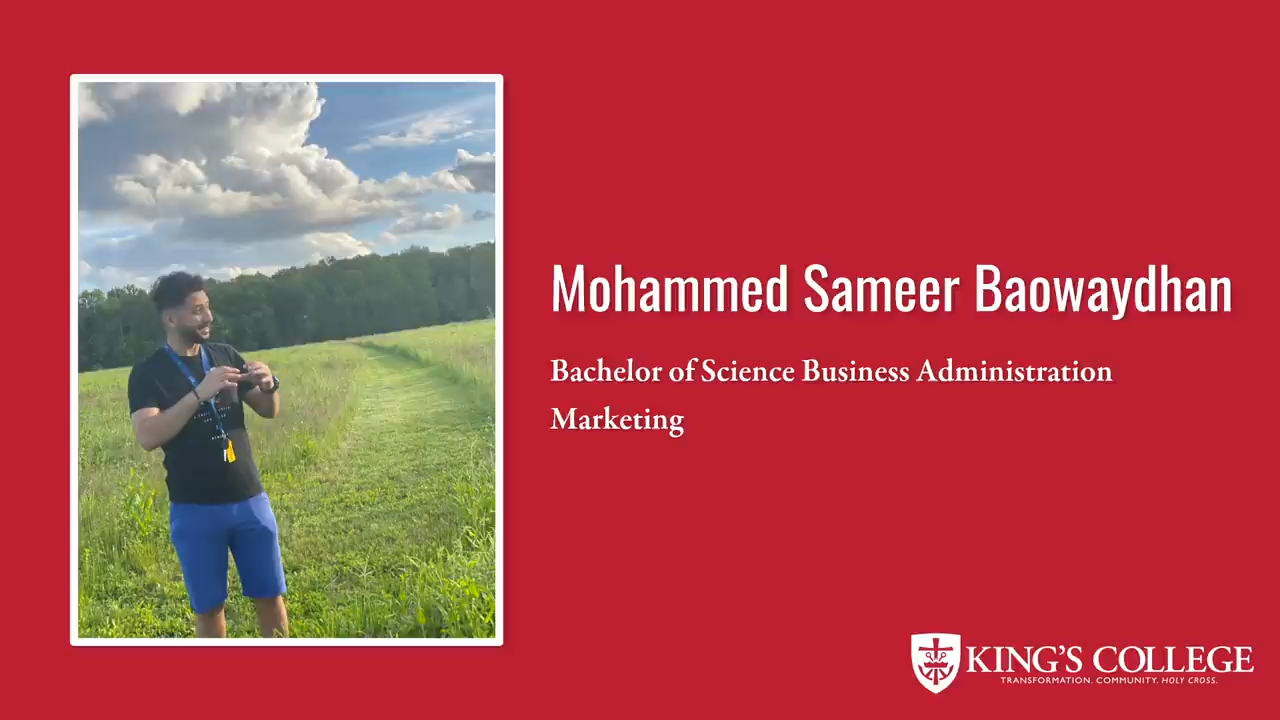 Mohammed Sameer Baowaydhan
Bachelor of Science Business Administration
Marketing
KING'S COLLEGE
TRANSFORMATION. COMMUNITY. HOLY CROSS.